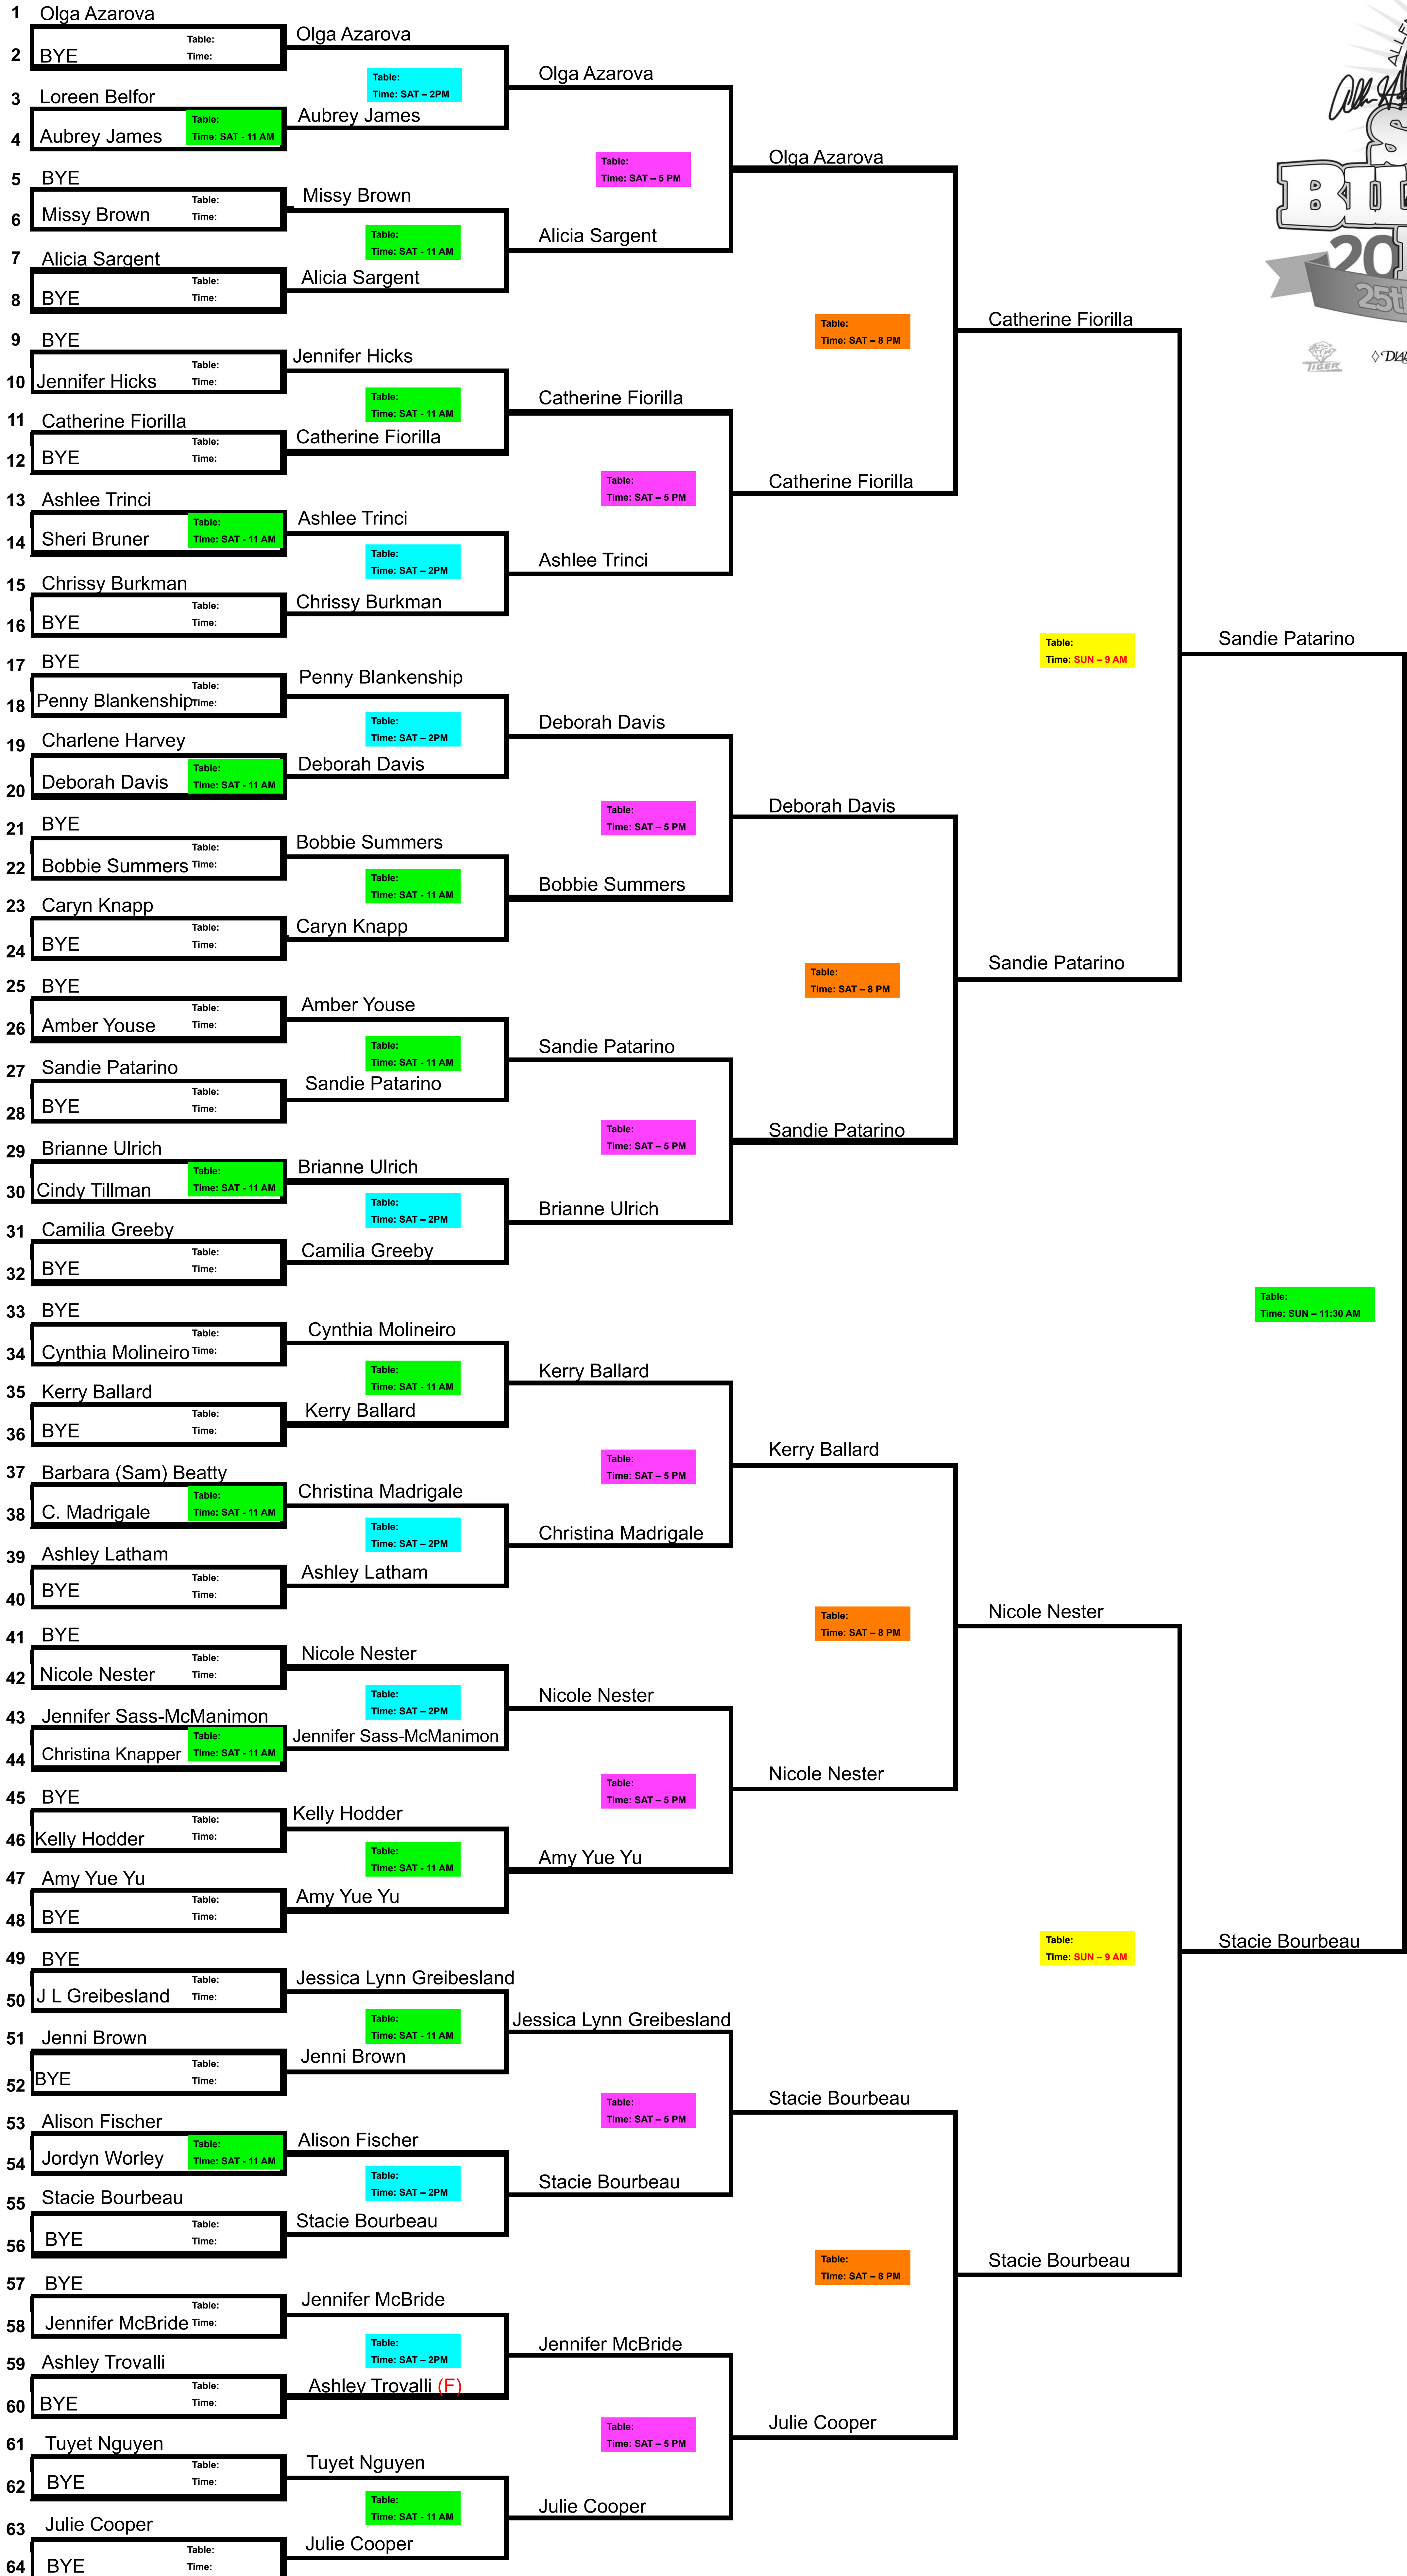 1 Olga Azarova
2 BYE
Table:
Time:
Olga Azarova
Table:
Time: SAT – 2PM
3 Loreen Belfor
4 Aubrey James
Table:
Time: SAT - 11 AM
Aubrey James
Olga Azarova
Table:
Time: SAT – 5 PM
5 BYE
6 Missy Brown
Table:
Time:
Missy Brown
Table:
Time: SAT - 11 AM
7 Alicia Sargent
8 BYE
Table:
Time:
Alicia Sargent
Alicia Sargent
Olga Azarova
Table:
Time: SAT – 8 PM
9 BYE
10 Jennifer Hicks
Table:
Time:
Jennifer Hicks
Table:
Time: SAT - 11 AM
11 Catherine Fiorilla
12 BYE
Table:
Time:
Catherine Fiorilla
Catherine Fiorilla
Table:
Time: SAT – 5 PM
13 Ashlee Trinci
14 Sheri Bruner
Table:
Time: SAT - 11 AM
Ashlee Trinci
Table:
Time: SAT – 2PM
15 Chrissy Burkman
16 BYE
Table:
Time:
Chrissy Burkman
Ashlee Trinci
Catherine Fiorilla
Catherine Fiorilla
Table:
Time: SUN – 9 AM
17 BYE
18 Penny Blankenship
Table:
Time:
Penny Blankenship
Table:
Time: SAT – 2PM
19 Charlene Harvey
20 Deborah Davis
Table:
Time: SAT - 11 AM
Deborah Davis
Deborah Davis
Table:
Time: SAT – 5 PM
21 BYE
22 Bobbie Summers
Table:
Time:
Bobbie Summers
Table:
Time: SAT - 11 AM
23 Caryn Knapp
24 BYE
Table:
Time:
Caryn Knapp
Bobbie Summers
Deborah Davis
Table:
Time: SAT – 8 PM
25 BYE
26 Amber Youse
Table:
Time:
Amber Youse
Table:
Time: SAT - 11 AM
27 Sandie Patarino
28 BYE
Table:
Time:
Sandie Patarino
Sandie Patarino
Table:
Time: SAT – 5 PM
29 Brianne Ulrich
30 Cindy Tillman
Table:
Time: SAT - 11 AM
Brianne Ulrich
Table:
Time: SAT – 2PM
31 Camilia Greeby
32 BYE
Table:
Time:
Camilia Greeby
Brianne Ulrich
Sandie Patarino
Sandie Patarino
Sandie Patarino
Table:
Time: SUN – 11:30 AM
33 BYE
34 Cynthia Molineiro
Table:
Time:
Cynthia Molineiro
Table:
Time: SAT - 11 AM
35 Kerry Ballard
36 BYE
Table:
Time:
Kerry Ballard
Kerry Ballard
Table:
Time: SAT – 5 PM
37 Barbara (Sam) Beatty
38 C. Madrigale
Table:
Time: SAT - 11 AM
Christina Madrigale
Table:
Time: SAT – 2PM
39 Ashley Latham
40 BYE
Table:
Time:
Ashley Latham
Christina Madrigale
Kerry Ballard
Table:
Time: SAT – 8 PM
41 BYE
42 Nicole Nester
Table:
Time:
Nicole Nester
Table:
Time: SAT – 2PM
43 Jennifer Sass-McManimon
44 Christina Knapper
Table:
Time: SAT - 11 AM
Jennifer Sass-McManimon
Nicole Nester
Table:
Time: SAT – 5 PM
45 BYE
46 Kelly Hodder
Table:
Time:
Kelly Hodder
Table:
Time: SAT - 11 AM
47 Amy Yue Yu
48 BYE
Table:
Time:
Amy Yue Yu
Amy Yue Yu
Nicole Nester
Nicole Nester
Table:
Time: SUN – 9 AM
49 BYE
50 J L Greibesland
Table:
Time:
Jessica Lynn Greibesland
Table:
Time: SAT - 11 AM
51 Jenni Brown
52 BYE
Table:
Time:
Jenni Brown
Jessica Lynn Greibesland
Table:
Time: SAT – 5 PM
53 Alison Fischer
54 Jordyn Worley
Table:
Time: SAT - 11 AM
Alison Fischer
Table:
Time: SAT – 2PM
55 Stacie Bourbeau
56 BYE
Table:
Time:
Stacie Bourbeau
Stacie Bourbeau
Stacie Bourbeau
Table:
Time: SAT – 8 PM
57 BYE
58 Jennifer McBride
Table:
Time:
Jennifer McBride
Table:
Time: SAT – 2PM
59 Ashley Trovalli
60 BYE
Table:
Time:
Ashley Trovalli (F)
Jennifer McBride
Table:
Time: SAT – 5 PM
61 Tuyet Nguyen
62 BYE
Table:
Time:
Tuyet Nguyen
Table:
Time: SAT - 11 AM
63 Julie Cooper
64 BYE
Table:
Time:
Julie Cooper
Julie Cooper
Julie Cooper
Stacie Bourbeau
Stacie Bourbeau
25th
TIGER